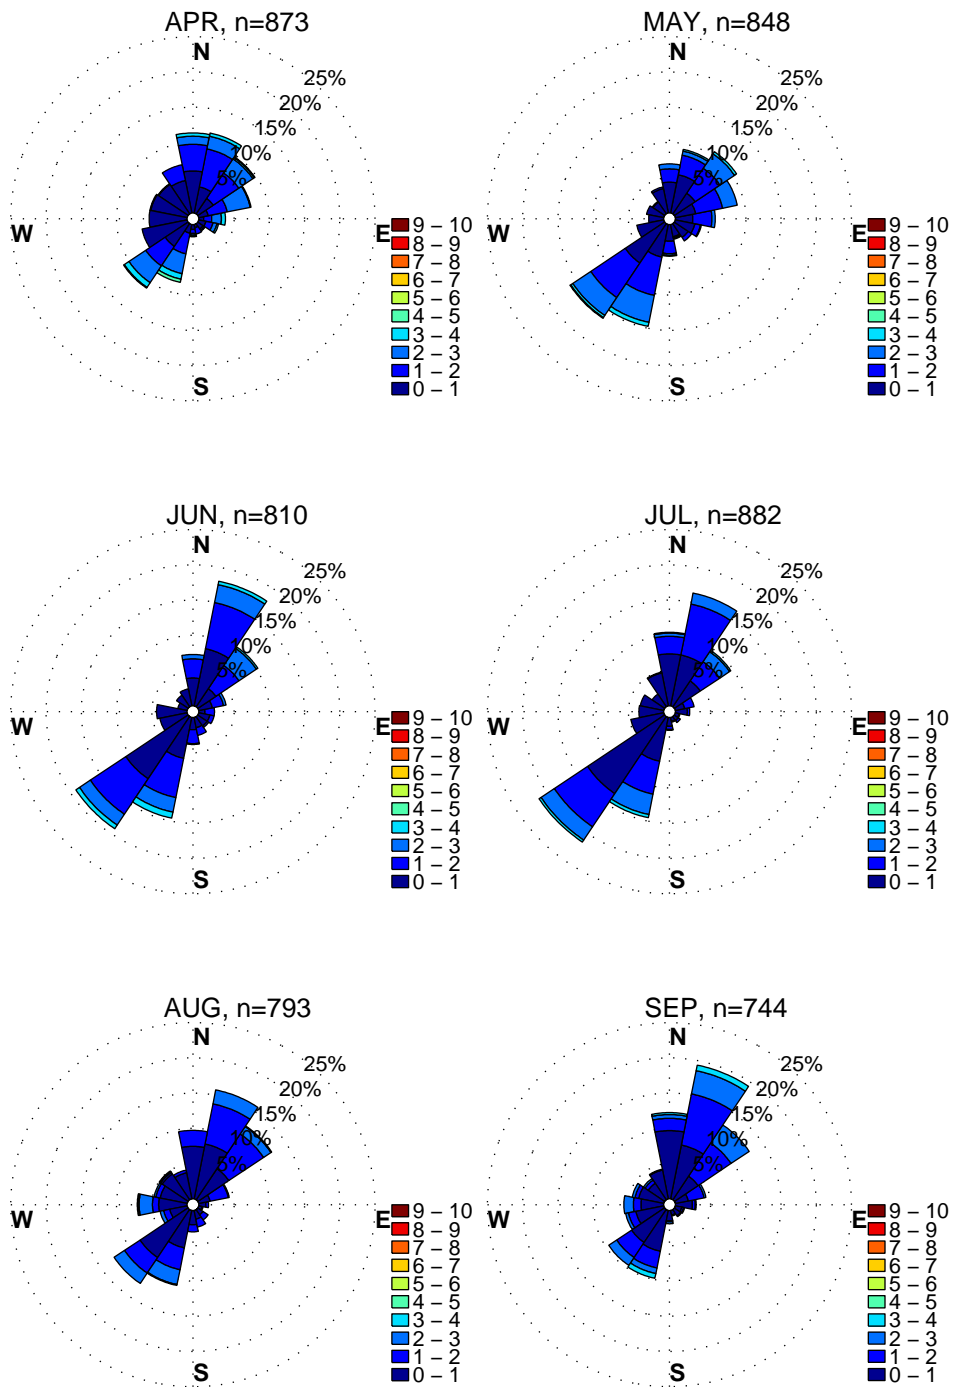 APR, n=873
N
25%
20%
15%
10%
5%
W
E
S
9 – 10
8 – 9
7 – 8
6 – 7
5 – 6
4 – 5
3 – 4
2 – 3
1 – 2
0 – 1
MAY, n=848
N
25%
20%
15%
10%
5%
W
E
S
9 – 10
8 – 9
7 – 8
6 – 7
5 – 6
4 – 5
3 – 4
2 – 3
1 – 2
0 – 1
JUN, n=810
N
25%
20%
15%
10%
5%
W
E
S
9 – 10
8 – 9
7 – 8
6 – 7
5 – 6
4 – 5
3 – 4
2 – 3
1 – 2
0 – 1
JUL, n=882
N
25%
20%
15%
10%
5%
W
E
S
9 – 10
8 – 9
7 – 8
6 – 7
5 – 6
4 – 5
3 – 4
2 – 3
1 – 2
0 – 1
AUG, n=793
N
25%
20%
15%
10%
5%
W
E
S
9 – 10
8 – 9
7 – 8
6 – 7
5 – 6
4 – 5
3 – 4
2 – 3
1 – 2
0 – 1
SEP, n=744
N
25%
20%
15%
10%
5%
W
E
S
9 – 10
8 – 9
7 – 8
6 – 7
5 – 6
4 – 5
3 – 4
2 – 3
1 – 2
0 – 1